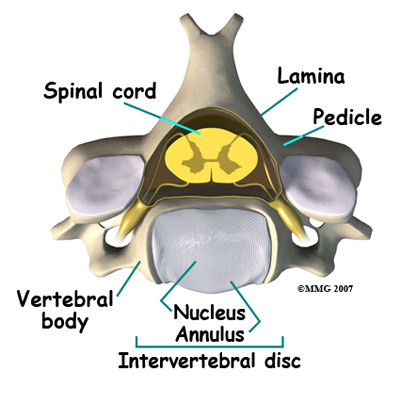 Lamina
Spinal cord
Pedicle
©MMG 2007
Vertebral
body
Nucleus
Annulus
Intervertebral disc